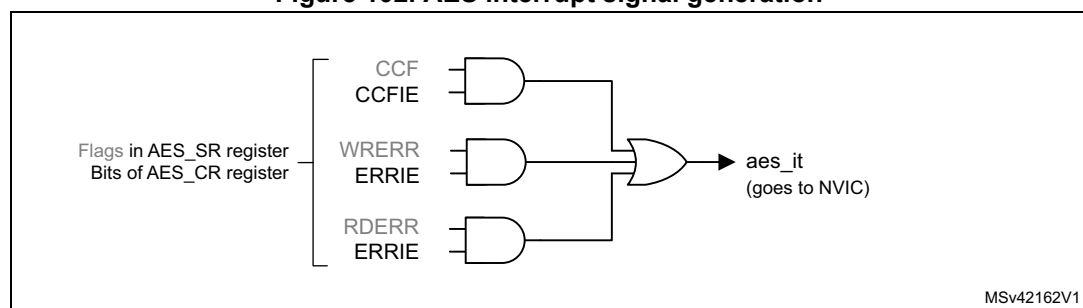 Figure 162. AES interrupt signal generation
CCF
CCFIE
Flags in AES_SR register
Bits of AES_CR register
WRERR
ERRIE
RDERR
ERRIE
aes_it
(goes to NVIC)
MSv42162V1